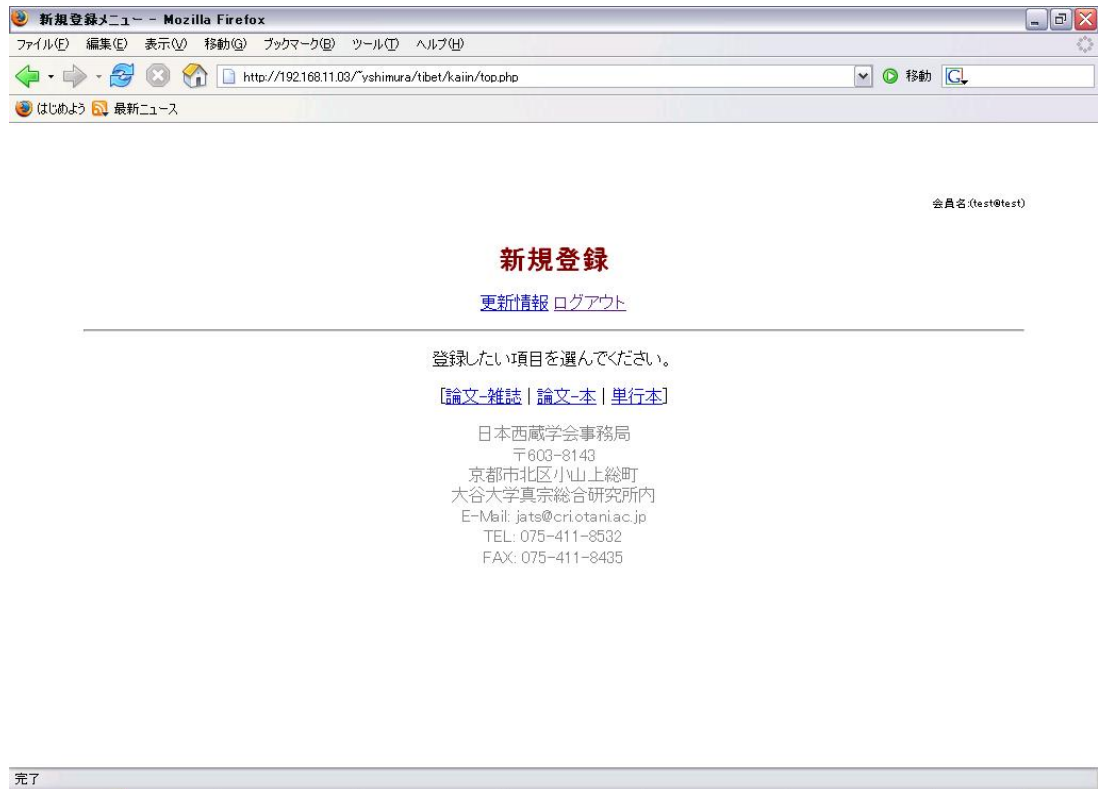 新規登録メニュー - Mozilla Firefox
ファイル(F) 編集(E) 表示(V) 移動(G) ブックマーク(B) ツール(T) ヘルプ(H)
http://192.168.11.03/~yshimura/tibet/kaiin/top.php 移動
はじめよう 最新ニュース
会員名:(test@test)
新規登録
更新情報 ログアウト
登録したい項目を選んでください。
[論文-雑誌 | 論文-本 | 単行本]
日本西蔵学会事務局
〒603-8143
京都市北区小山上総町
大谷大学真宗総合研究所内
E-Mail: jats@cri.otani.ac.jp
TEL: 075-411-8532
FAX: 075-411-8435
完了